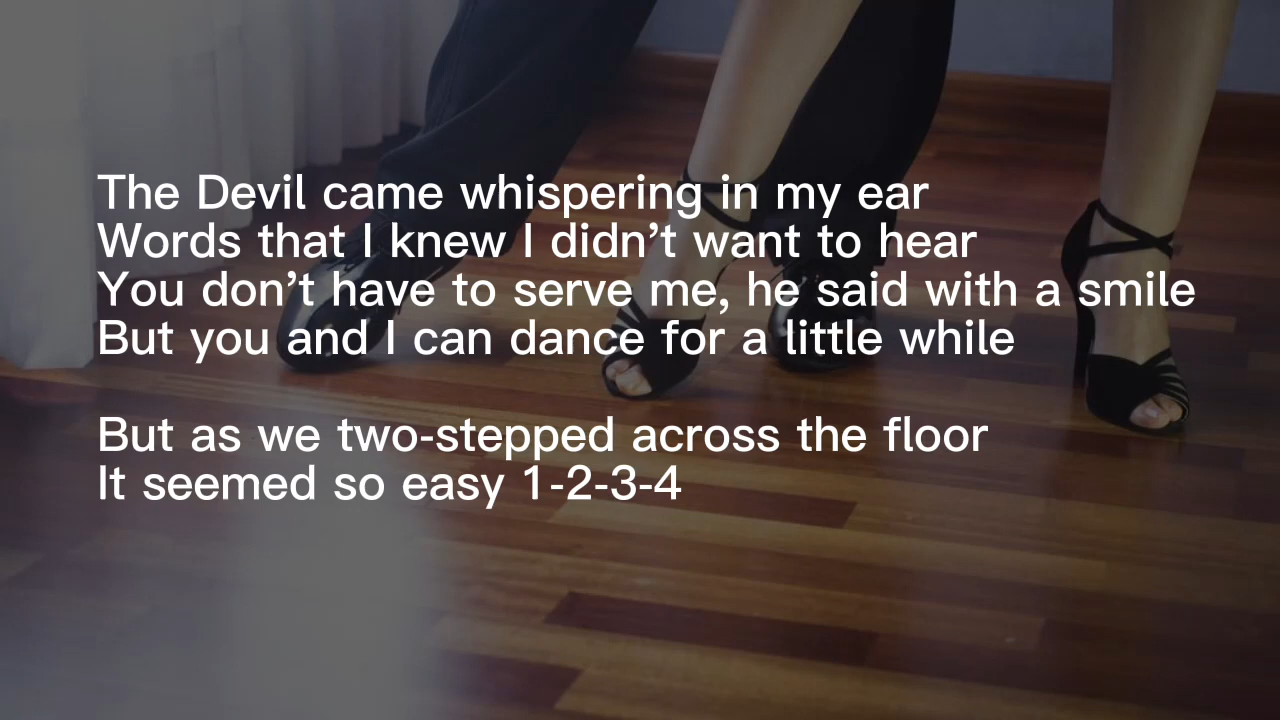 The Devil came whispering in my ear
Words that I knew I didn’t want to hear
You don’t have to serve me, he said with a smile
But you and I can dance for a little while
But as we two-stepped across the floor
It seemed so easy 1-2-3-4